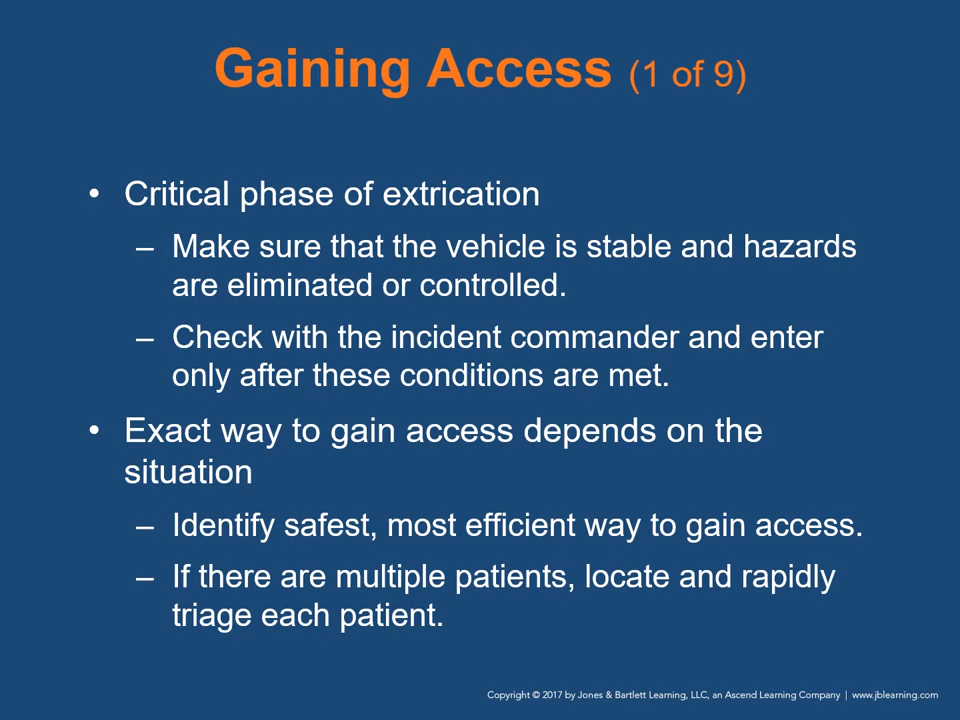 Gaining Access (1 of 9)
• Critical phase of extrication
– Make sure that the vehicle is stable and hazards
are eliminated or controlled.
– Check with the incident commander and enter
only after these conditions are met.
• Exact way to gain access depends on the
situation
– Identify safest, most efficient way to gain access.
– If there are multiple patients, locate and rapidly
triage each patient.
Copyright © 2017 by Jones & Bartlett Learning, LLC, an Ascend Learning Company | www.jblearning.com